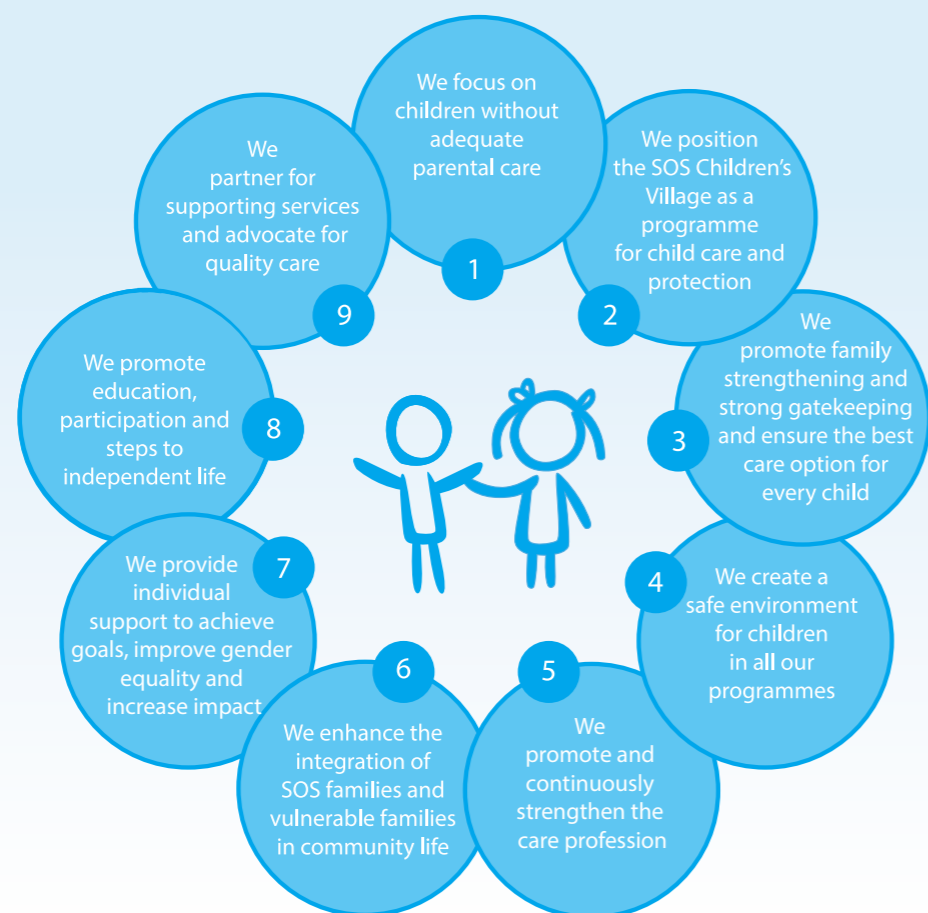 We focus on
children without
adequate
parental care
1
We position
the SOS Children's
Village as a
programme
for child care and
protection
2
We
promote family
strengthening and
strong gatekeeping
and ensure the best
care option for
every child
3
We create a
safe environment
for children
in all our
programmes
4
We
promote and
continuously
strengthen the
care profession
5
We enhance the
integration of
SOS families and
vulnerable families
in community life
6
We provide
individual
support to achieve
goals, improve gender
equality and
increase impact
7
We promote
education,
participation and
steps to
independent life
8
We
partner for
supporting services
and advocate for
quality care
9